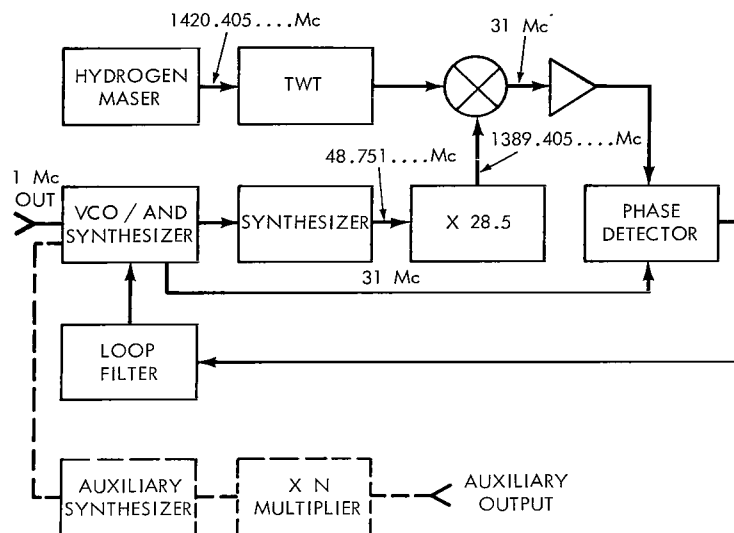 1420.405....Mc
31 Mc
HYDROGEN
MASER
TWT
1389.405....Mc
48.751....Mc
1 Mc
OUT
VCO / AND
SYNTHESIZER
SYNTHESIZER
X 28.5
PHASE
DETECTOR
31 Mc
LOOP
FILTER
AUXILIARY
SYNTHESIZER
X N
MULTIPLIER
AUXILIARY
OUTPUT